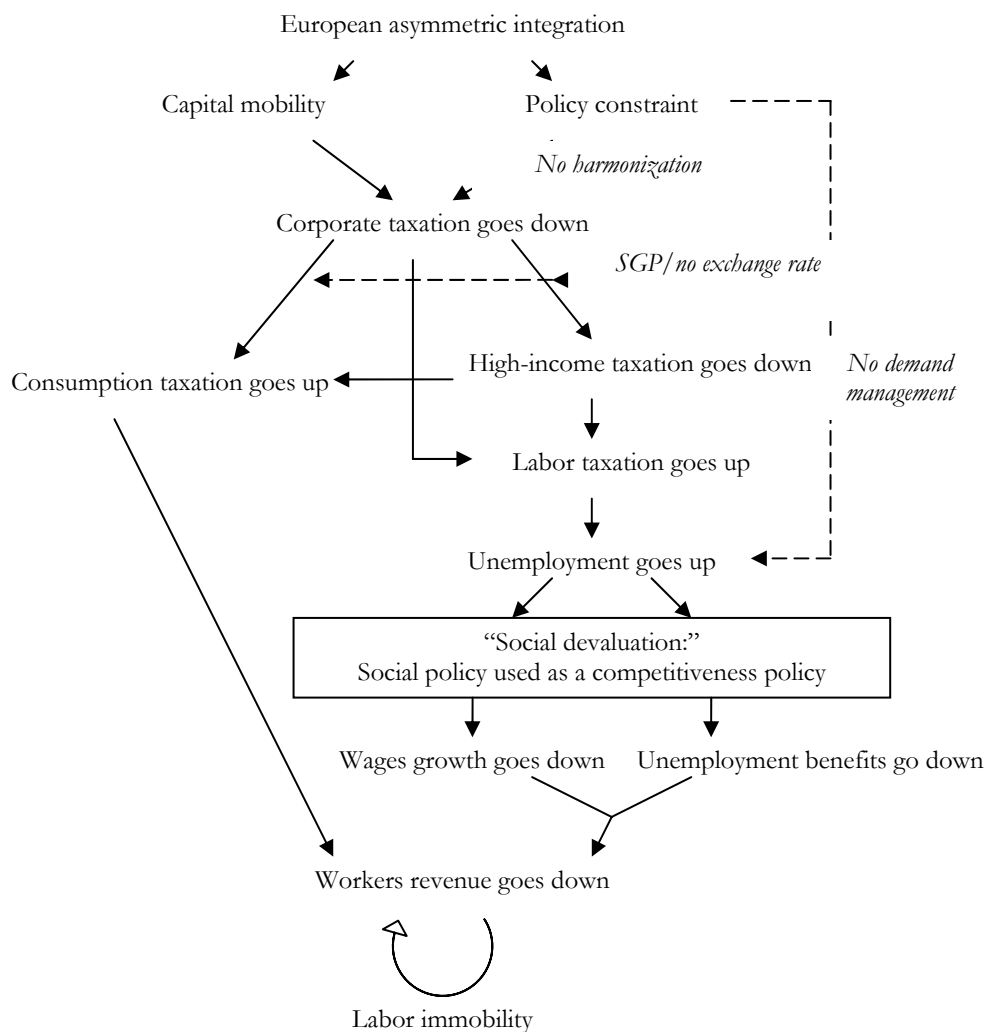 European asymmetric integration
Capital mobility
Policy constraint
No harmonization
Corporate taxation goes down
SGP/no exchange rate
High-income taxation goes down
No demand
management
Consumption taxation goes up
Labor taxation goes up
Unemployment goes up
“Social devaluation:”
Social policy used as a competitiveness policy
Wages growth goes down
Unemployment benefits go down
Workers revenue goes down
Labor immobility